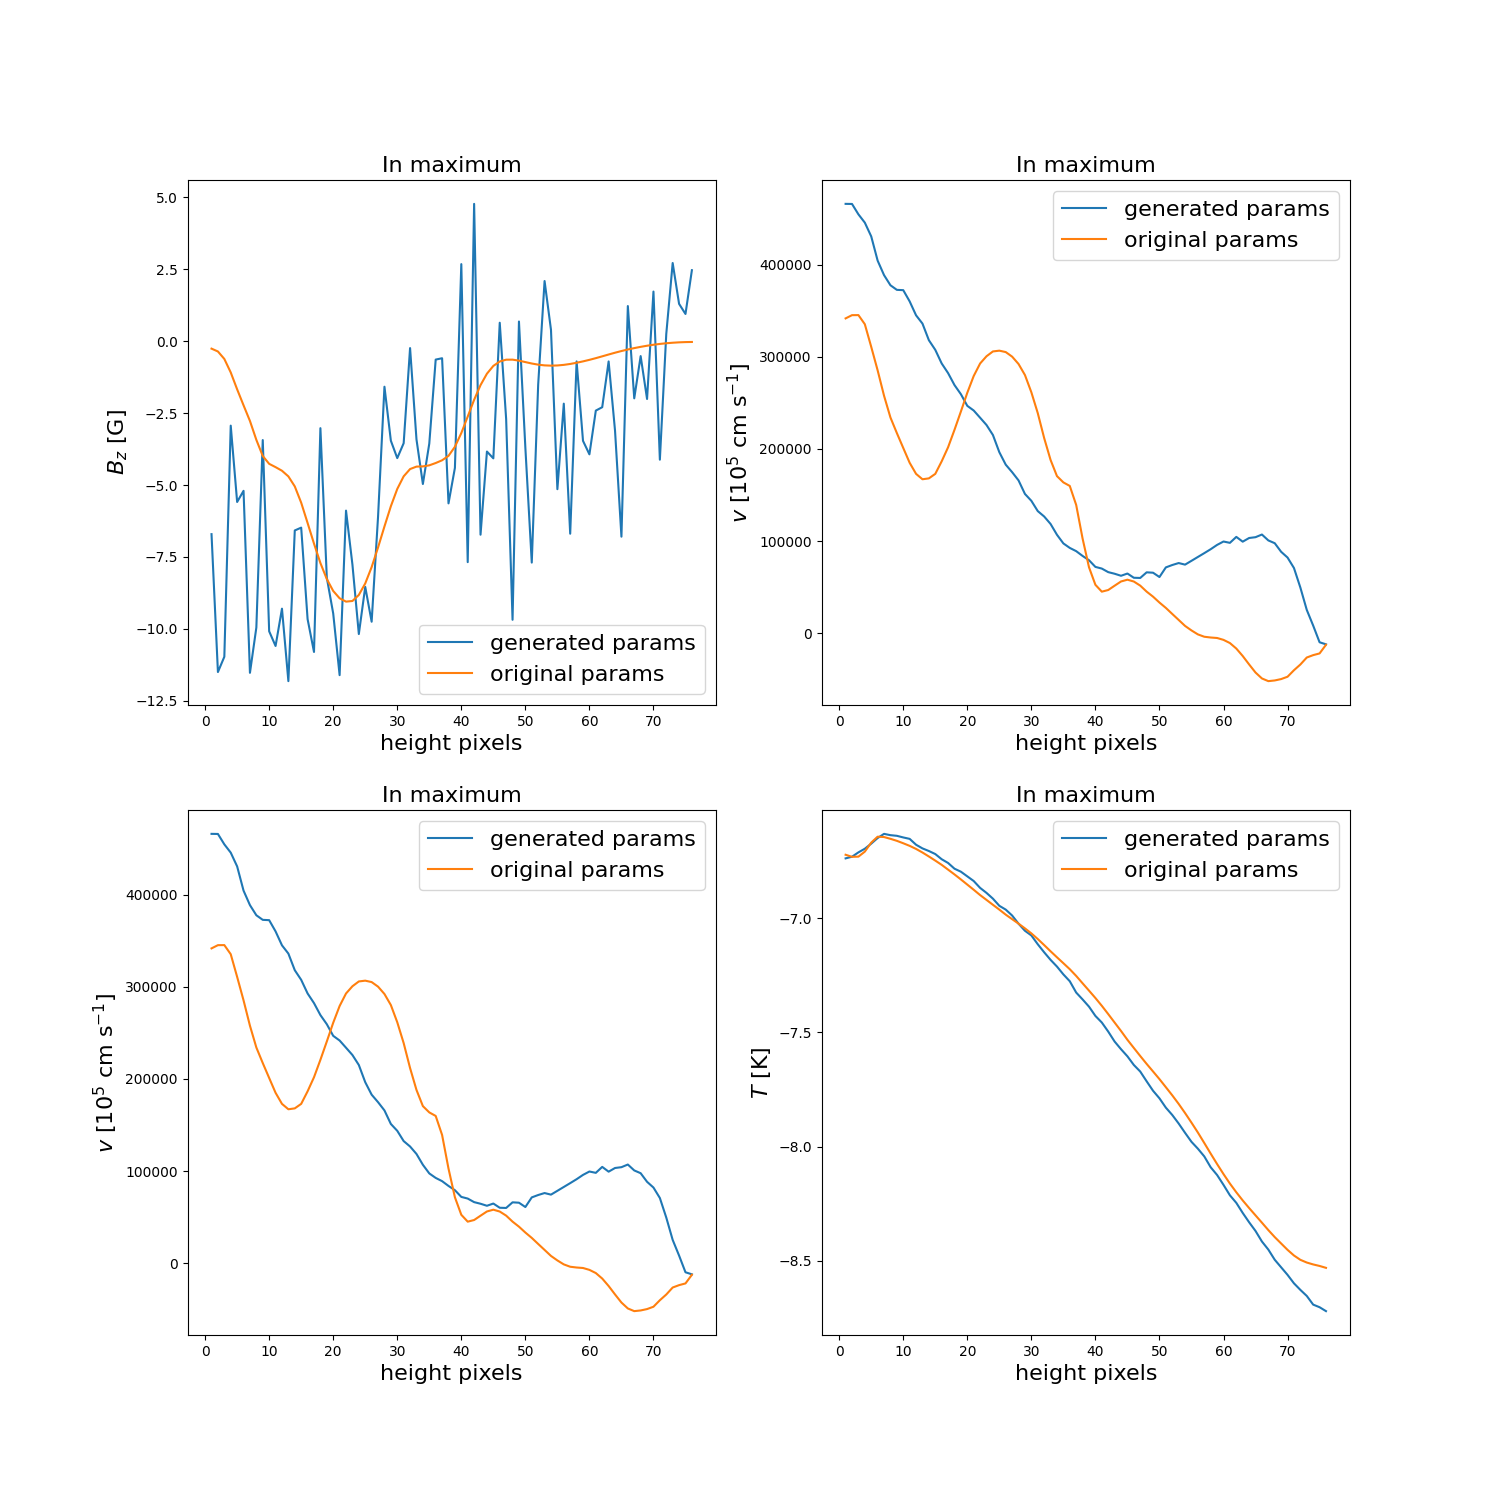 In maximum
In maximum
5.0
2.5
0.0
−2.5
−5.0
−7.5
−10.0
−12.5
B_z [G]
generated params
original params
0 10 20 30 40 50 60 70
height pixels
400000
300000
200000
100000
0
v [10^5 cm s^−1]
generated params
original params
0 10 20 30 40 50 60 70
height pixels
In maximum
In maximum
400000
300000
200000
100000
0
v [10^5 cm s^−1]
generated params
original params
0 10 20 30 40 50 60 70
height pixels
−7.0
−7.5
−8.0
−8.5
T [K]
generated params
original params
0 10 20 30 40 50 60 70
height pixels